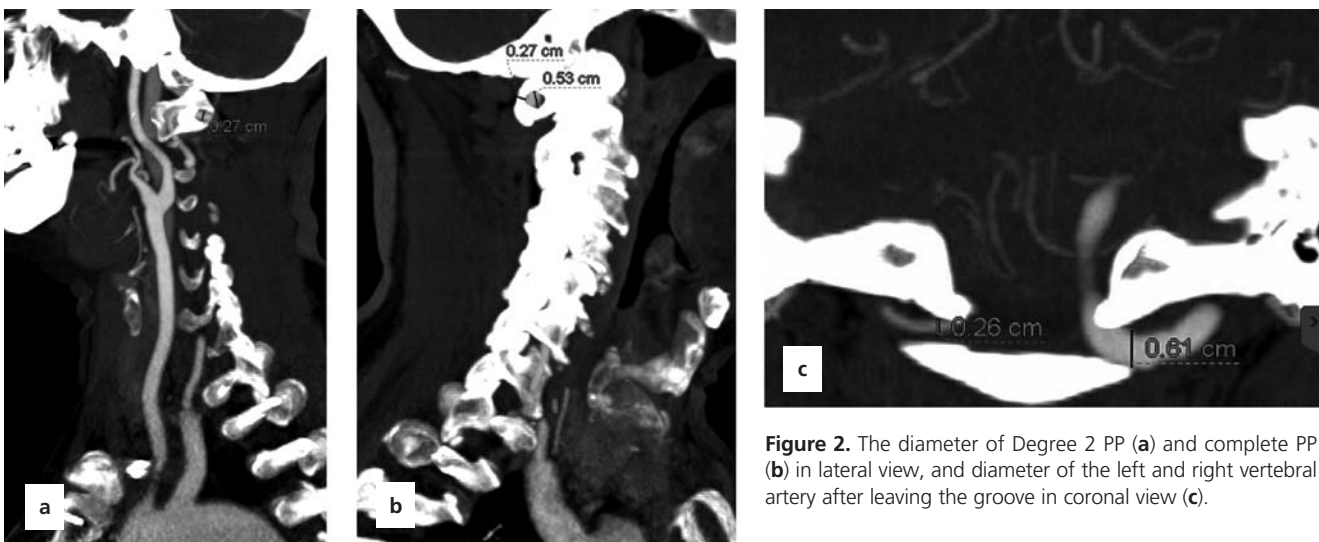 0.27 cm
a
0.27 cm
0.53 cm
b
0.26 cm
0.61 cm
c
Figure 2. The diameter of Degree 2 PP (a) and complete PP
(b) in lateral view, and diameter of the left and right vertebral
artery after leaving the groove in coronal view (c).